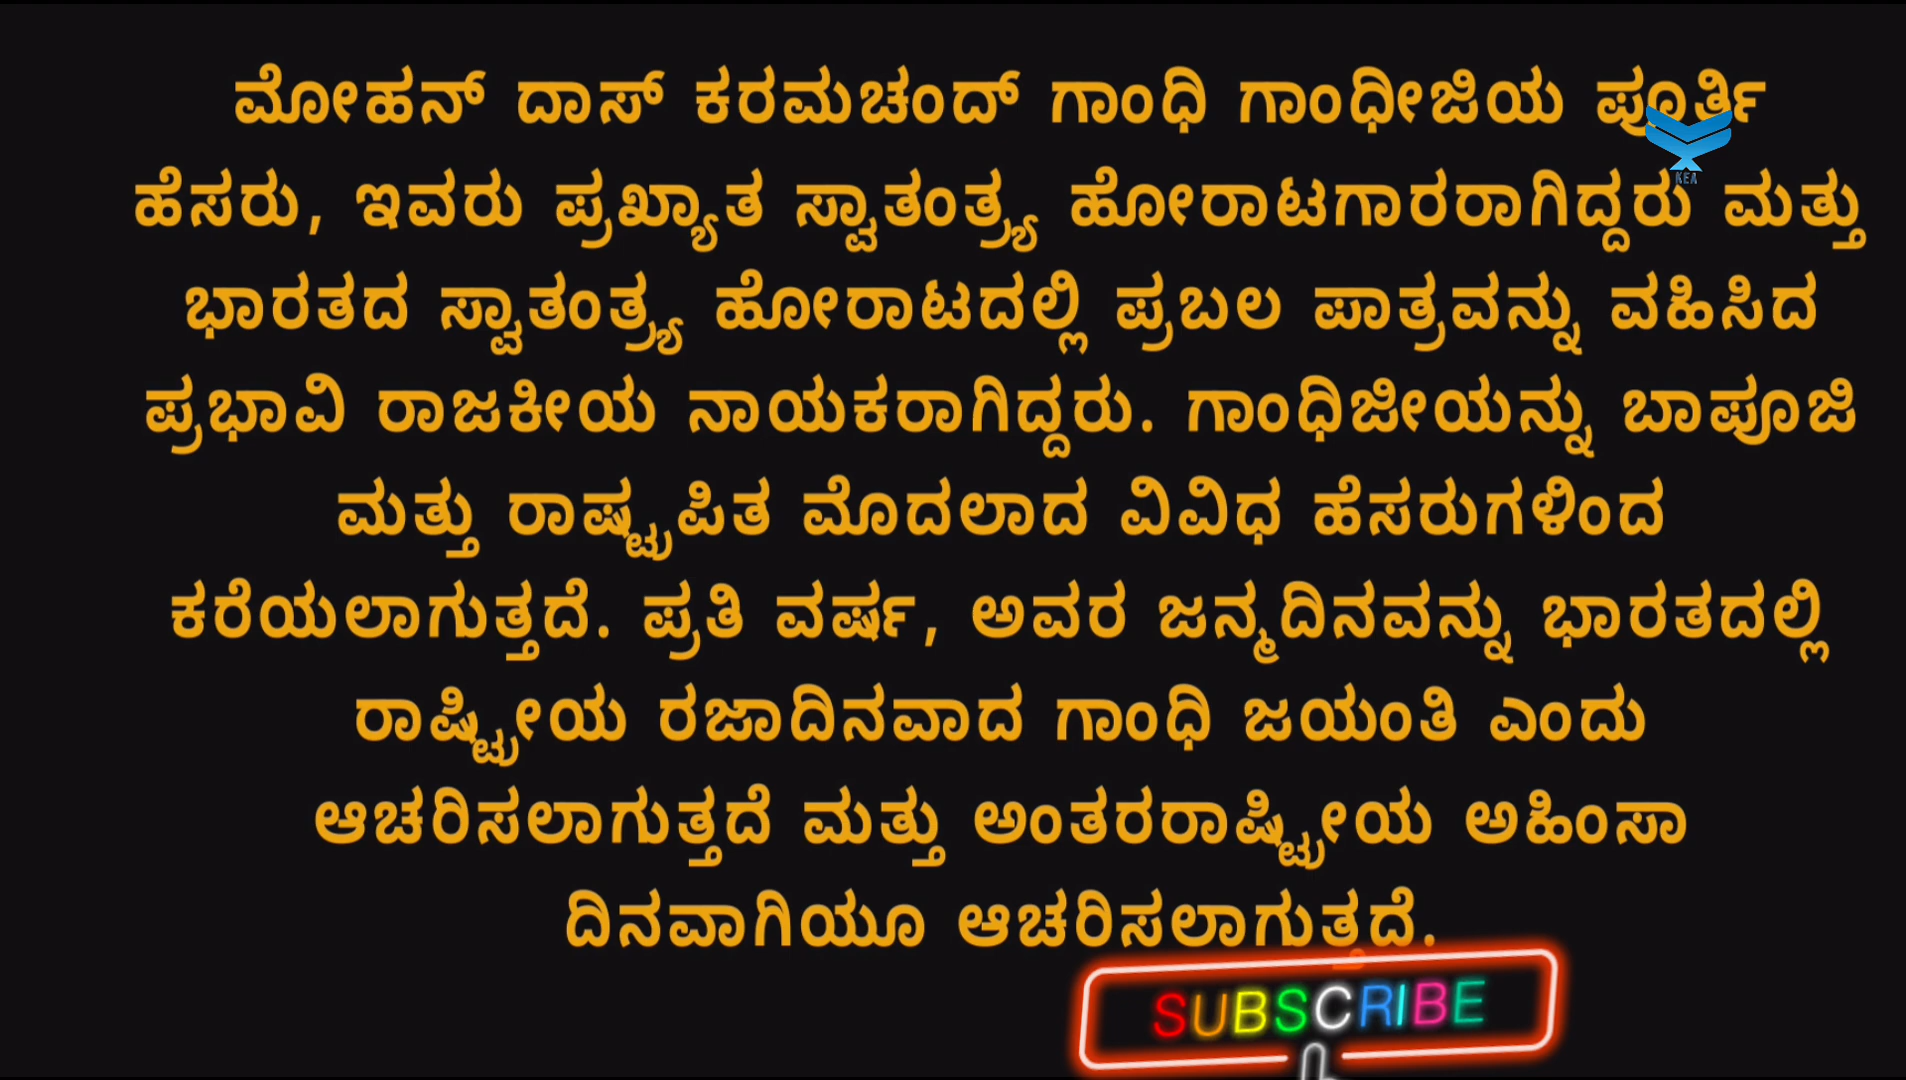 ಮೋಹನ್ ದಾಸ್ ಕರಮಚಂದ್ ಗಾಂಧಿ ಗಾಂಧೀಜಿಯ ಪೂರ್ತಿ
ಹೆಸರು, ಇವರು ಪ್ರಖ್ಯಾತ ಸ್ವಾತಂತ್ರ್ಯ ಹೋರಾಟಗಾರರಾಗಿದ್ದರು ಮತ್ತು
ಭಾರತದ ಸ್ವಾತಂತ್ರ್ಯ ಹೋರಾಟದಲ್ಲಿ ಪ್ರಬಲ ಪಾತ್ರವನ್ನು ವಹಿಸಿದ
ಪ್ರಭಾವಿ ರಾಜಕೀಯ ನಾಯಕರಾಗಿದ್ದರು. ಗಾಂಧಿಜೀಯನ್ನು ಬಾಪೂಜಿ
ಮತ್ತು ರಾಷ್ಟ್ರಪಿತ ಮೊದಲಾದ ವಿವಿಧ ಹೆಸರುಗಳಿಂದ
ಕರೆಯಲಾಗುತ್ತದೆ. ಪ್ರತಿ ವರ್ಷ, ಅವರ ಜನ್ಮದಿನವನ್ನು ಭಾರತದಲ್ಲಿ
ರಾಷ್ಟ್ರೀಯ ರಜಾದಿನವಾದ ಗಾಂಧಿ ಜಯಂತಿ ಎಂದು
ಆಚರಿಸಲಾಗುತ್ತದೆ ಮತ್ತು ಅಂತರರಾಷ್ಟ್ರೀಯ ಅಹಿಂಸಾ
ದಿನವಾಗಿಯೂ ಆಚರಿಸಲಾಗುತ್ತದೆ.
KEA
SUBSCRIBE